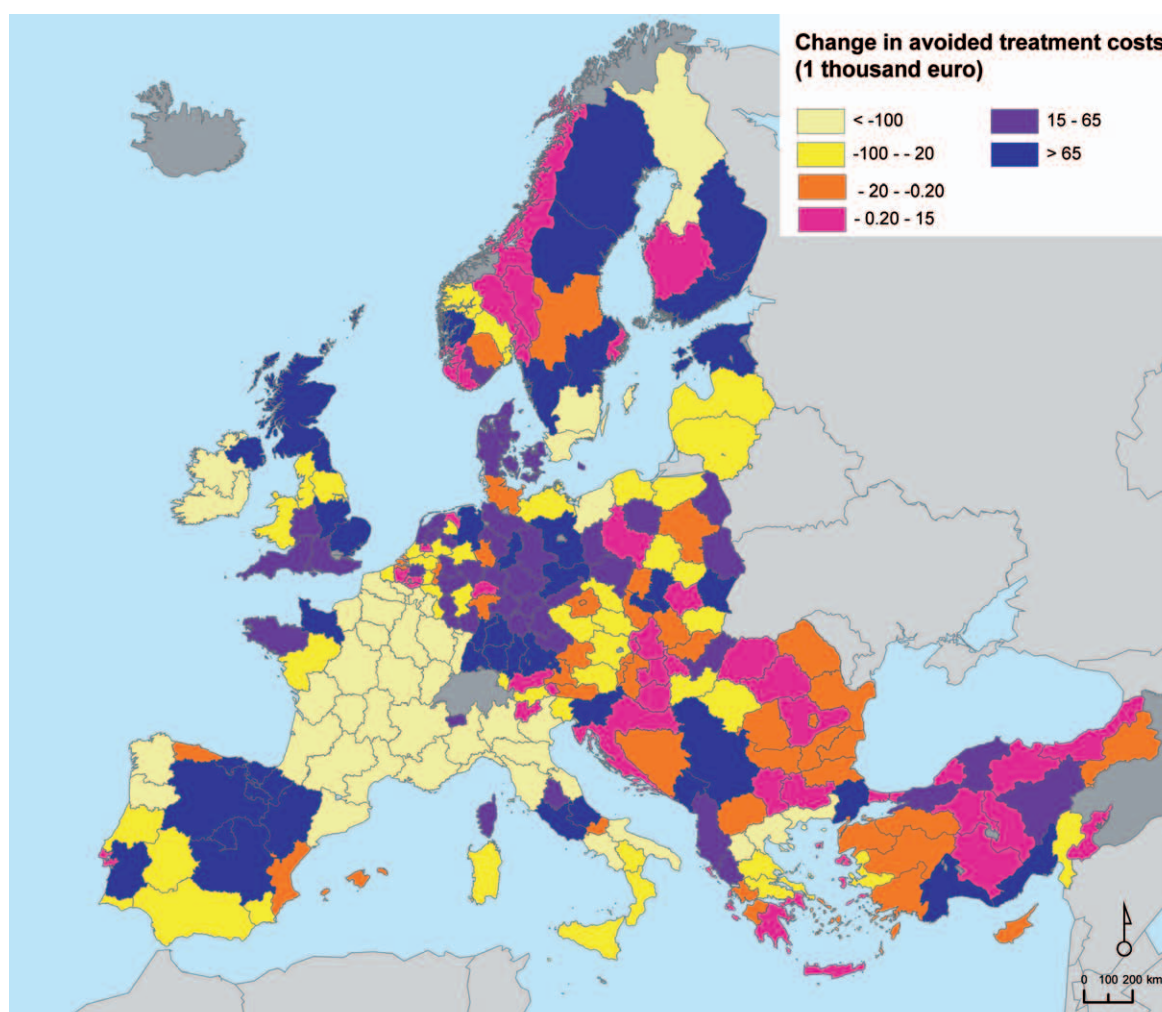 Change in avoided treatment costs
(1 thousand euro)
< -100
-100 - - 20
- 20 - -0.20
- 0.20 - 15
15 - 65
> 65
0 100 200 km